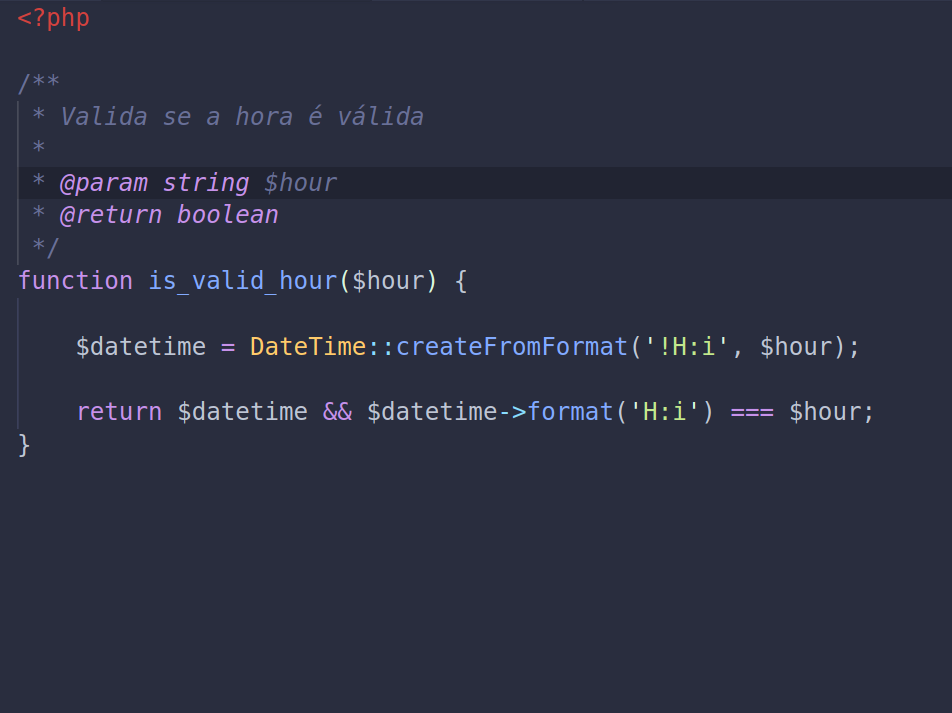 <?php
/**
* Valida se a hora é válida
*
* @param string $hour
* @return boolean
*/
function is_valid_hour($hour) {
$datetime = DateTime::createFromFormat('!H:i', $hour);
return $datetime && $datetime->format('H:i') === $hour;
}